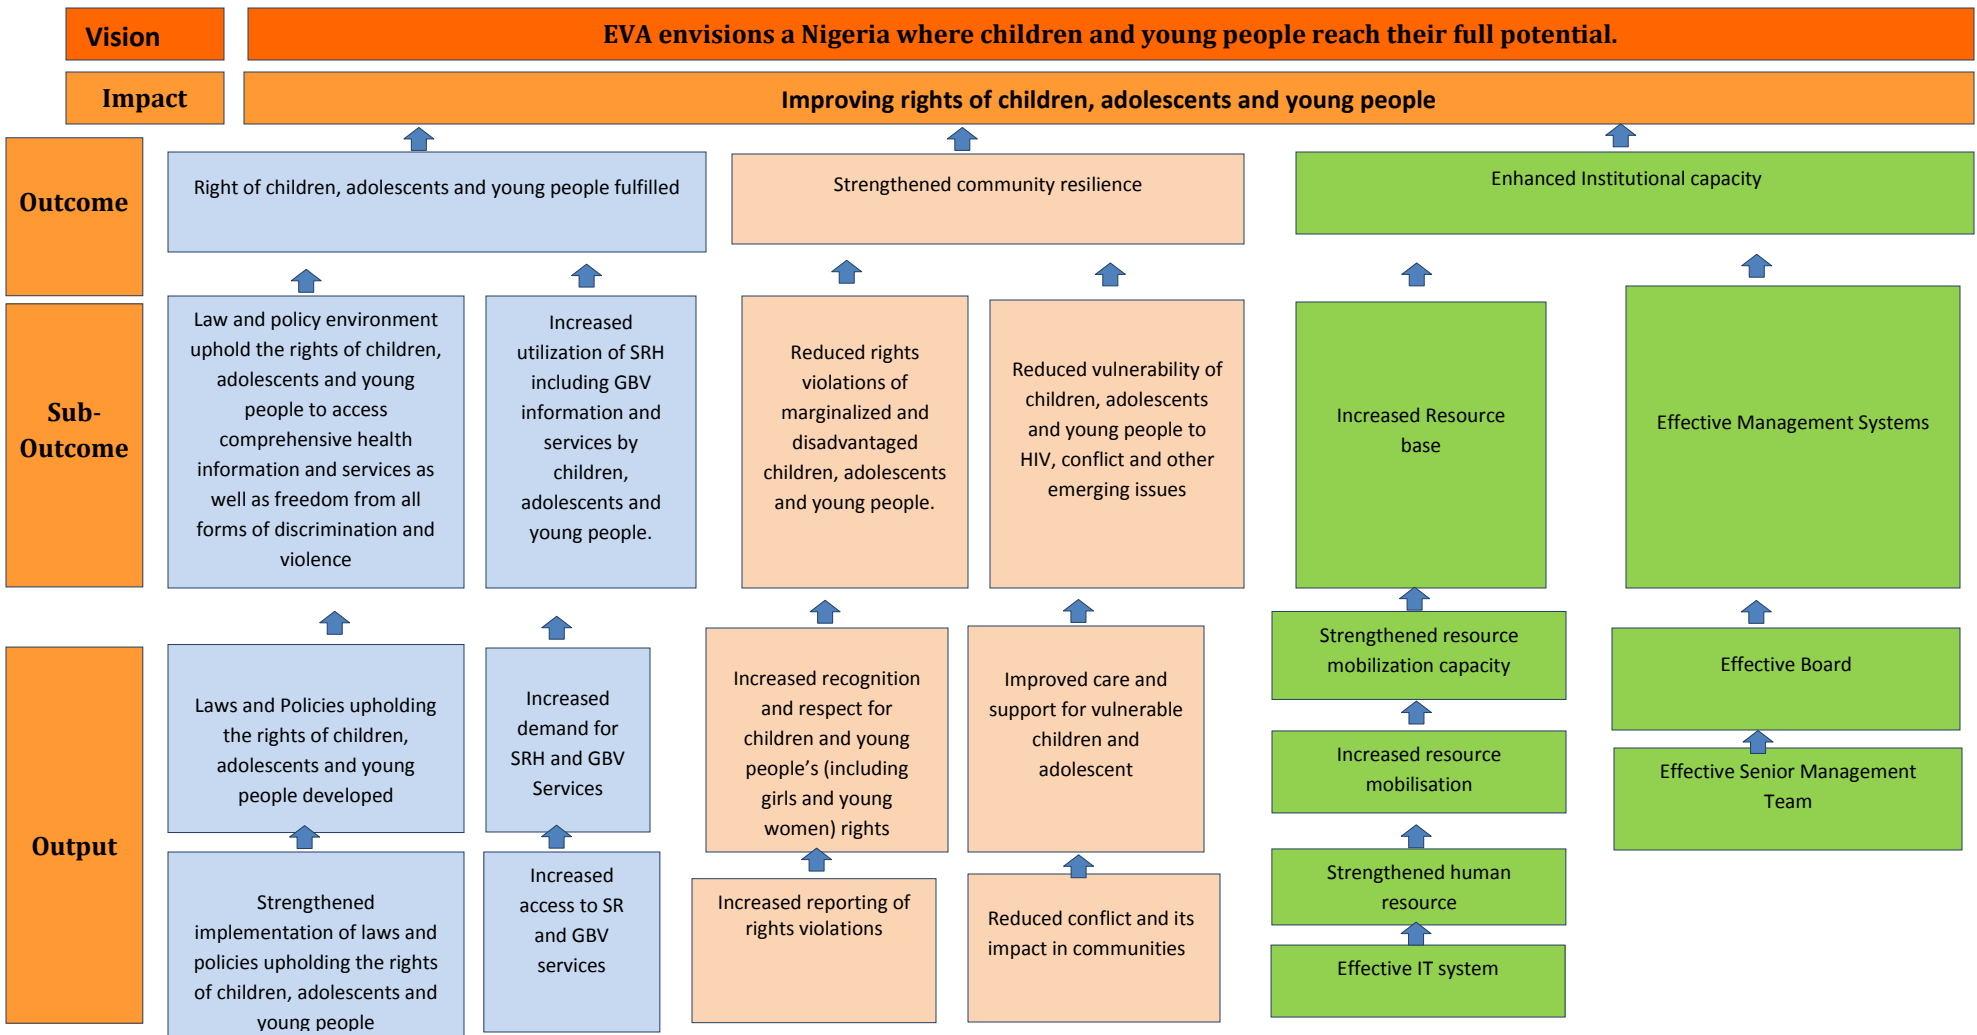 Vision
EVA envisions a Nigeria where children and young people reach their full potential.
Impact
Improving rights of children, adolescents and young people
Outcome
Right of children, adolescents and young people fulfilled
Strengthened community resilience
Enhanced Institutional capacity
Sub-
Outcome
Law and policy environment
uphold the rights of children,
adolescents and young
people to access
comprehensive health
information and services as
well as freedom from all
forms of discrimination and
violence
Increased
utilization of SRH
including GBV
information and
services by
children,
adolescents and
young people.
Reduced rights
violations of
marginalized and
disadvantaged
children, adolescents
and young people.
Reduced vulnerability of
children, adolescents
and young people to
HIV, conflict and other
emerging issues
Increased Resource
base
Effective Management Systems
Output
Laws and Policies upholding
the rights of children,
adolescents and young
people developed
Increased
demand for
SRH and GBV
Services
Increased recognition
and respect for
children and young
people’s (including
girls and young
women) rights
Improved care and
support for vulnerable
children and
adolescent
Strengthened resource
mobilization capacity
Effective Board
Increased resource
mobilisation
Effective Senior Management
Team
Strengthened
implementation of laws and
policies upholding the rights
of children, adolescents and
young people
Increased
access to SR
and GBV
services
Increased reporting of
rights violations
Reduced conflict and its
impact in communities
Strengthened human
resource
Effective IT system